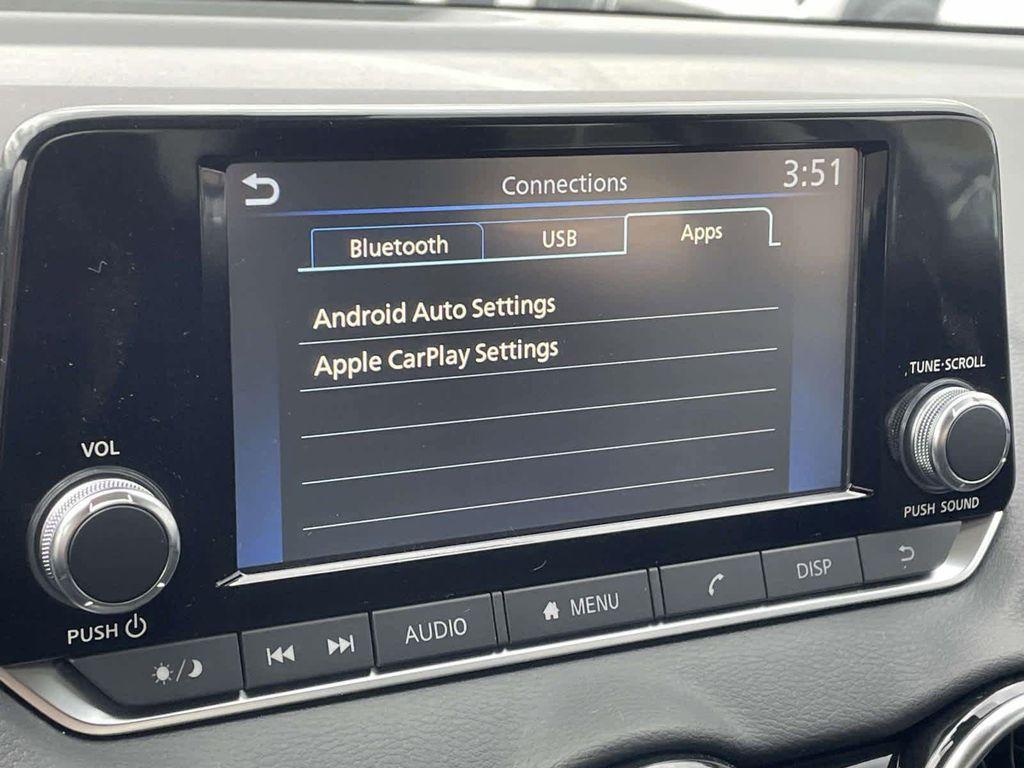 Connections
3:51
Bluetooth
USB
Apps
Android Auto Settings
Apple CarPlay Settings
TUNE·SCROLL
VOL
PUSH SOUND
PUSH
AUDIO
MENU
DISP